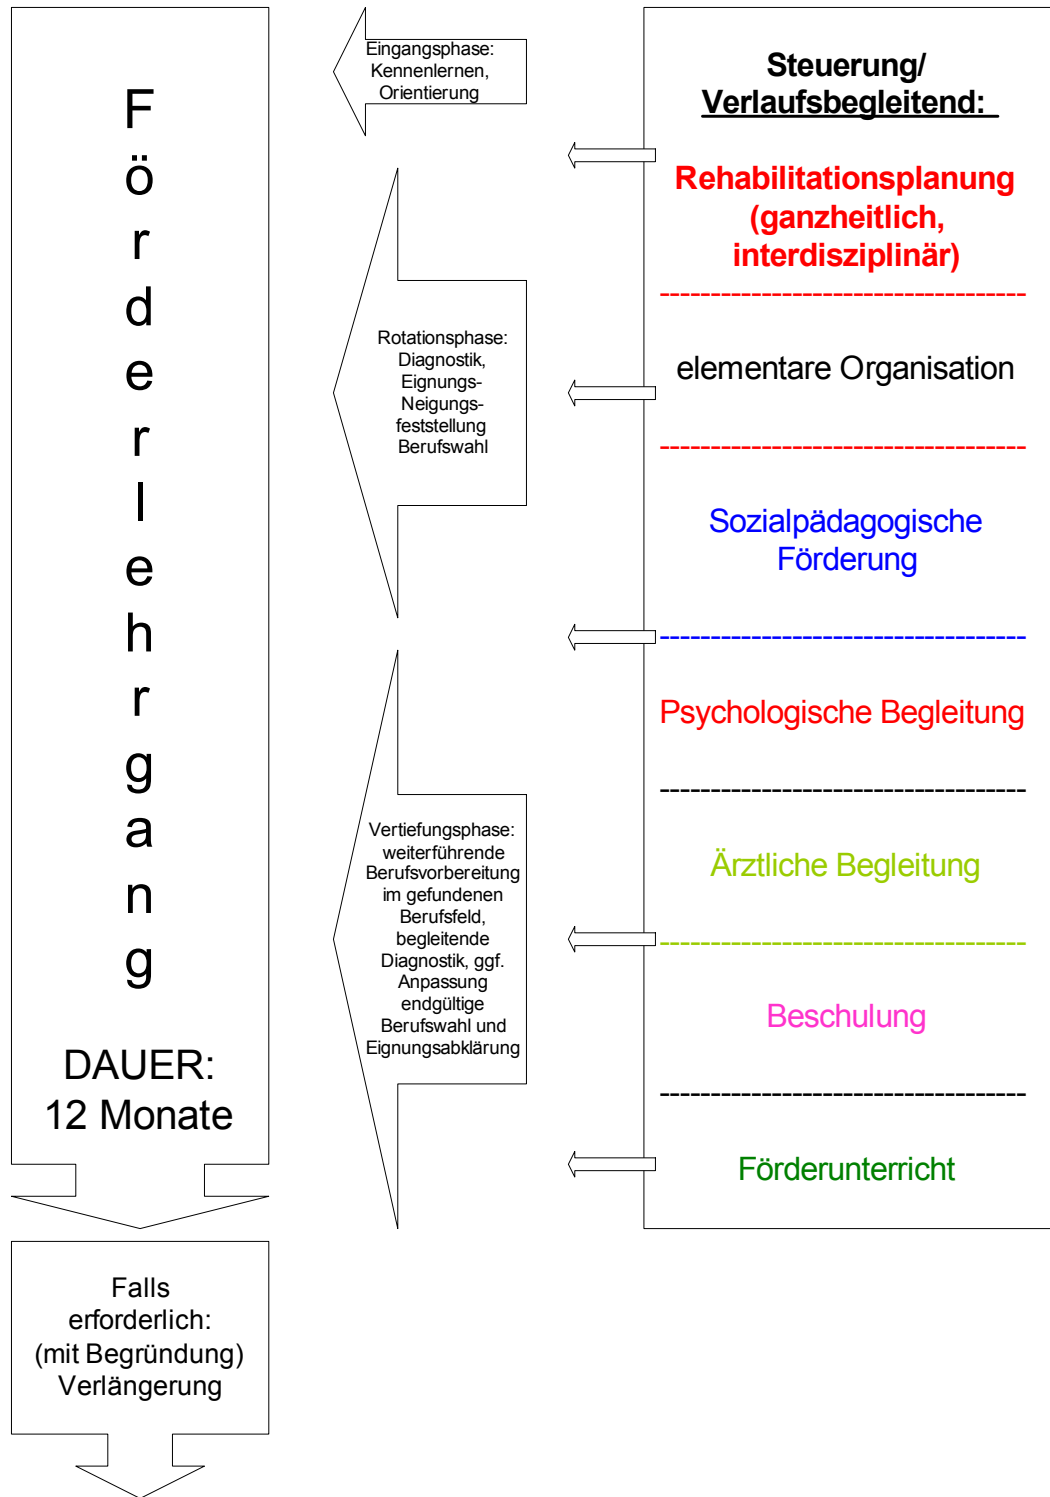 Förderlehrgang
DAUER:
12 Monate
Falls
erforderlich:
(mit Begründung)
Verlängerung
Eingangsphase:
Kennenlernen,
Orientierung
Rotationsphase:
Diagnostik,
Eignungs-
Neigungs-
feststellung
Berufswahl
Vertiefungsphase:
weiterführende
Berufsvorbereitung
im gefundenen
Berufsfeld,
begleitende
Diagnostik, ggf.
Anpassung
endgültige
Berufswahl und
Eignungsabklärung
Steuerung/
Verlaufsbegleitend:
Rehabilitationsplanung
(ganzheitlich,
interdisziplinär)
elementare Organisation
Sozialpädagogische
Förderung
Psychologische Begleitung
Ärztliche Begleitung
Beschulung
Förderunterricht